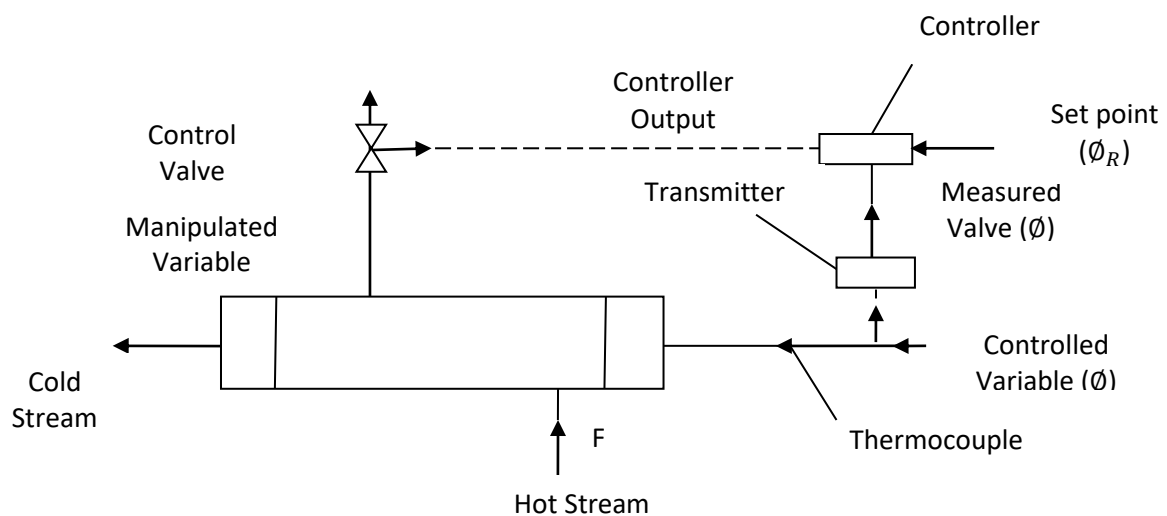 Controller
Controller
Output
Set point
(Ø_R)
Control
Valve
Transmitter
Measured
Valve (Ø)
Manipulated
Variable
Controlled
Variable (Ø)
Cold
Stream
F
Thermocouple
Hot Stream